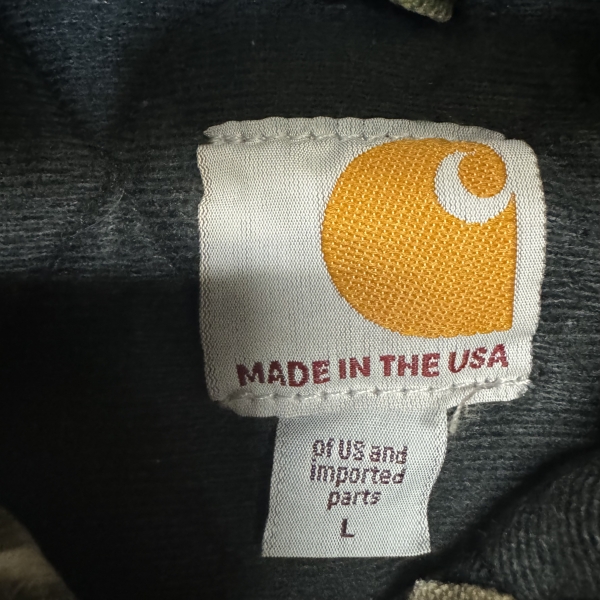 MADE IN THE USA
of US and
imported
parts
L